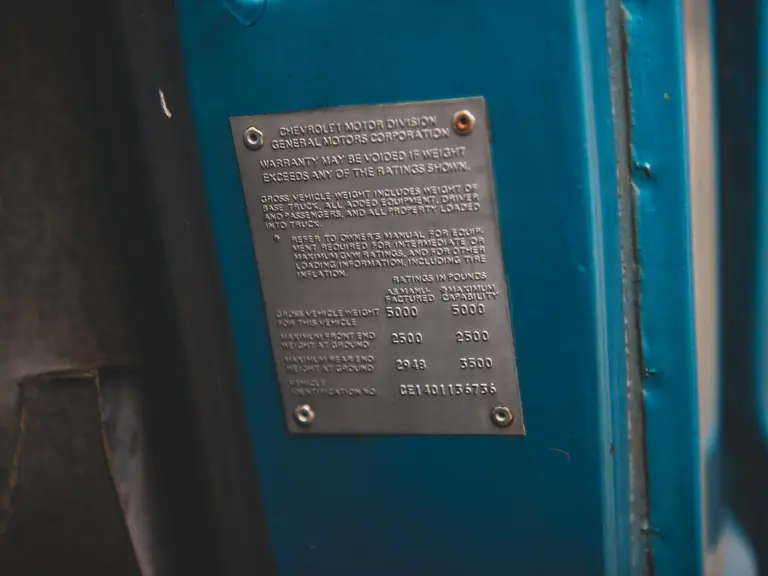 CHEVROLET MOTOR DIVISION
GENERAL MOTORS CORPORATION
WARRANTY MAY BE VOIDED IF WEIGHT
EXCEEDS ANY OF THE RATINGS SHOWN.
GROSS VEHICLE WEIGHT INCLUDES WEIGHT OF
BASE TRUCK, ALL ADDED EQUIPMENT, DRIVER
AND PASSENGERS, AND ALL PROPERTY LOADED
INTO TRUCK.
* REFER TO OWNER'S MANUAL FOR EQUIP-
MENT REQUIRED FOR INTERMEDIATE OR
MAXIMUM GVW RATINGS, AND FOR OTHER
LOADING INFORMATION, INCLUDING TIRE
INFLATION.
RATINGS IN POUNDS
AS MANU- *MAXIMUM
FACTURED CAPABILITY
GROSS VEHICLE WEIGHT 5000 5000
FOR THIS VEHICLE
MAXIMUM FRONT END 2500 2500
WEIGHT AT GROUND
MAXIMUM REAR END 2948 3500
WEIGHT AT GROUND
VEHICLE
IDENTIFICATION NO. CE1401136736